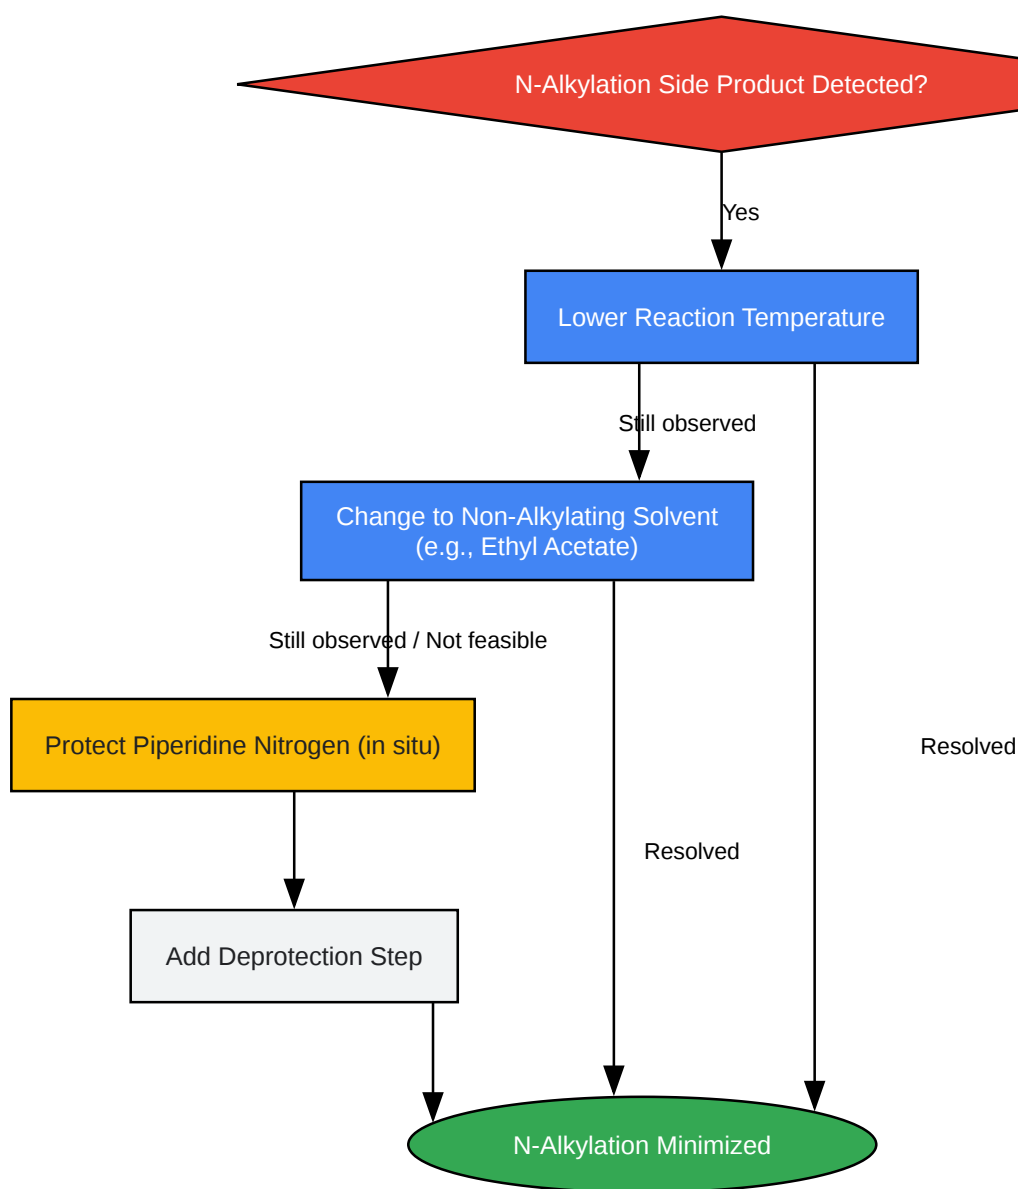 N-Alkylation Side Product Detected?
Yes
Lower Reaction Temperature
Still observed
Change to Non-Alkylating Solvent
(e.g., Ethyl Acetate)
Still observed / Not feasible
Protect Piperidine Nitrogen (in situ)
Resolved
Resolved
Add Deprotection Step
N-Alkylation Minimized